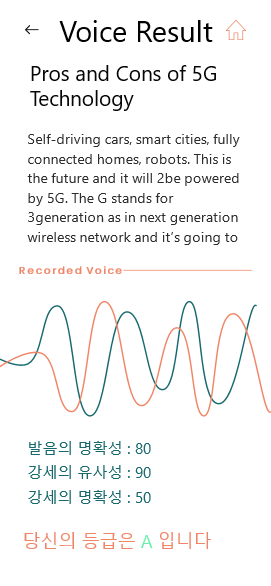 Voice Result
Pros and Cons of 5G
Technology
Self-driving cars, smart cities, fully
connected homes, robots. This is
the future and it will 2be powered
by 5G. The G stands for
3generation as in next generation
wireless network and it's going to
Recorded Voice
발음의 명확성 : 80
강세의 유사성 : 90
강세의 명확성 : 50
당신의 등급은 A 입니다